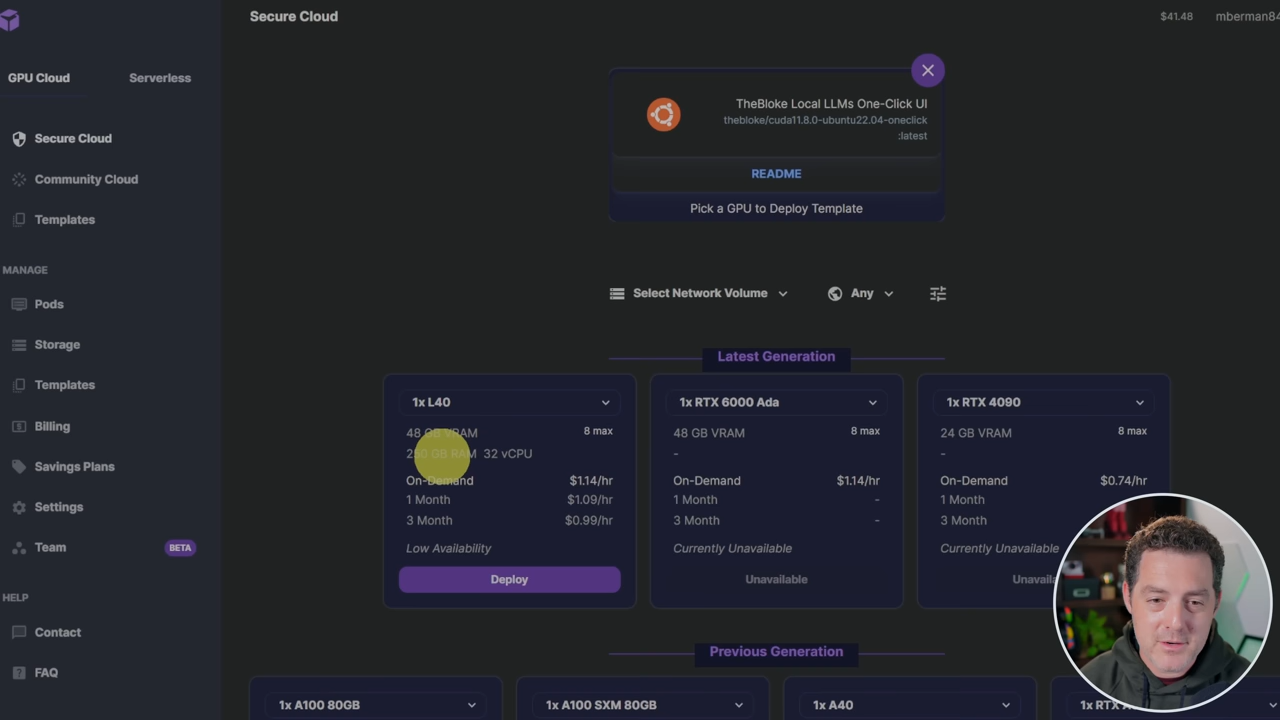 Secure Cloud
$41.48
mberman84
GPU Cloud
Serverless
Secure Cloud
Community Cloud
Templates
MANAGE
Pods
Storage
Templates
Billing
Savings Plans
Settings
Team
BETA
HELP
Contact
FAQ
TheBloke Local LLMs One-Click UI
thebloke/cuda11.8.0-ubuntu22.04-oneclick
:latest
README
Pick a GPU to Deploy Template
Select Network Volume
Any
Latest Generation
1x L40
48 GB VRAM 8 max
250 GB RAM 32 vCPU
On-Demand $1.14/hr
1 Month $1.09/hr
3 Month $0.99/hr
Low Availability
Deploy
1x RTX 6000 Ada
48 GB VRAM 8 max
-
On-Demand $1.14/hr
1 Month -
3 Month -
Currently Unavailable
Unavailable
1x RTX 4090
24 GB VRAM 8 max
-
On-Demand $0.74/hr
1 Month
3 Month
Currently Unavailable
Previous Generation
1x A100 80GB
1x A100 SXM 80GB
1x A40